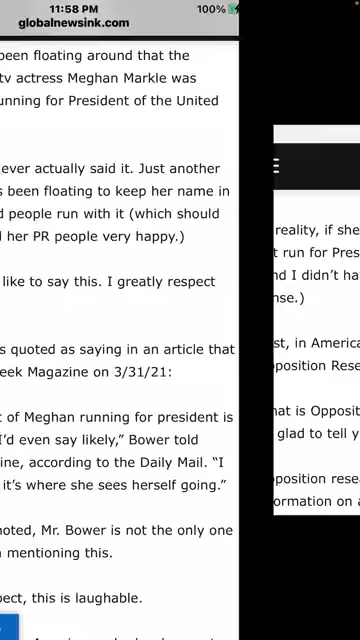 11:58 PM
100%
globalnewsink.com
been floating around that the
tv actress Meghan Markle was
unning for President of the United
ever actually said it. Just another
s been floating to keep her name in
d people run with it (which should
her PR people very happy.)
like to say this. I greatly respect
s quoted as saying in an article that
eek Magazine on 3/31/21:
t of Meghan running for president is
I'd even say likely,” Bower told
ine, according to the Daily Mail. “I
it's where she sees herself going.”
noted, Mr. Bower is not the only one
mentioning this.
pect, this is laughable.
reality, if she
t run for Pres
nd I didn't ha
nse.)
st, in America
pposition Rese
hat is Opposit
glad to tell y
pposition resea
ormation on a